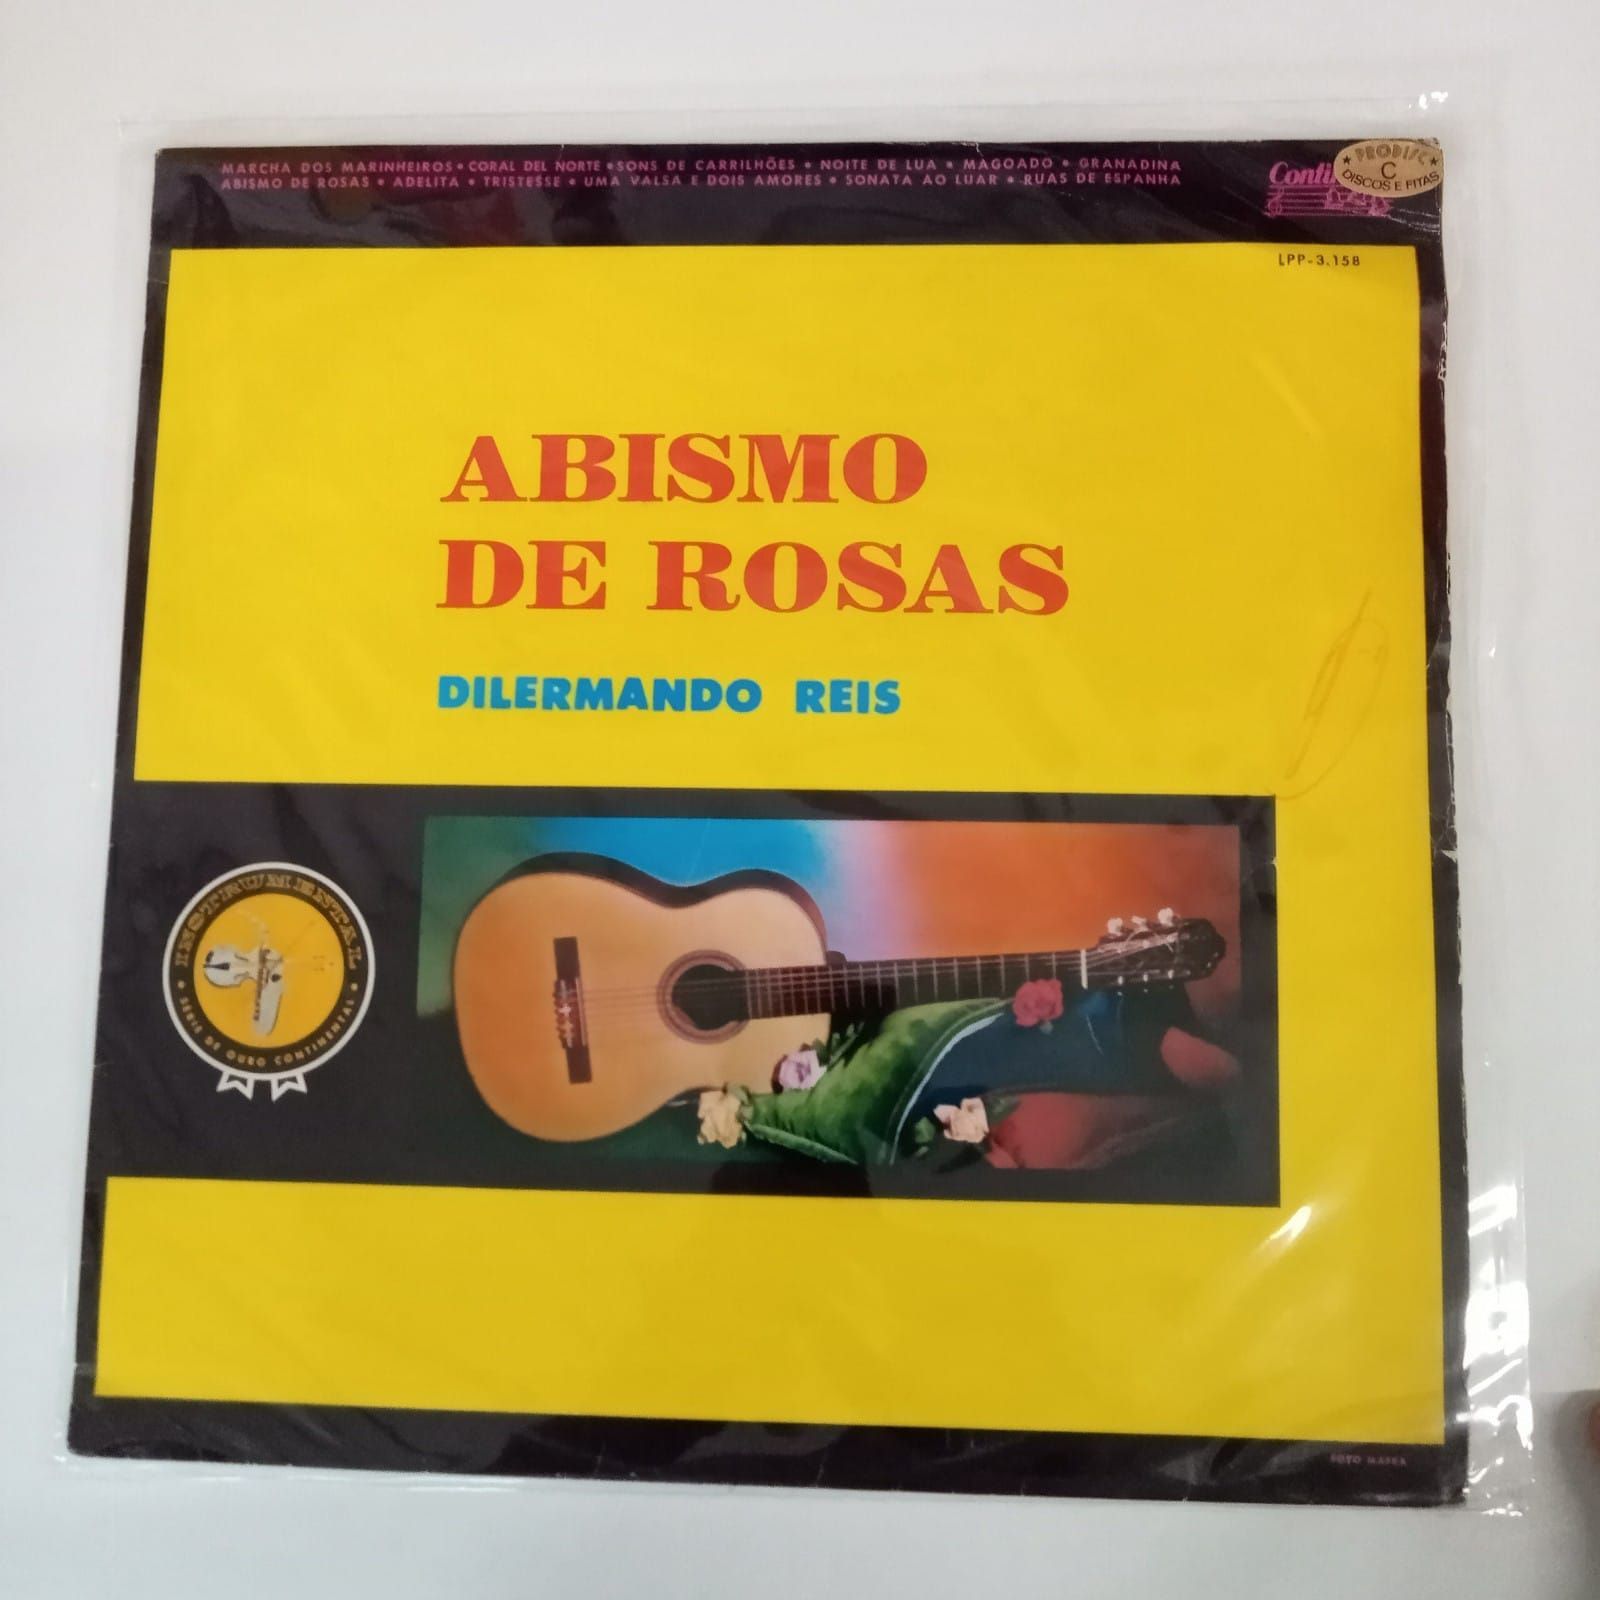 MARCHA DOS MARINHEIROS • CORAL DEL NORTE • SONS DE CARRILHÕES • NOITE DE LUA • MAGOADO • GRANADINA
ABISMO DE ROSAS • ADELITA • TRISTESSE • UMA VALSA E DOIS AMORES • SONATA AO LUAR • RUAS DE ESPANHA
PRODISC
C
DISCOS E FITAS
LPP-3.158
ABISMO
DE ROSAS
DILERMANDO REIS
INSTRUMENTAL
SÉRIE DE OURO CONTINENTAL
FOTO MAFRA